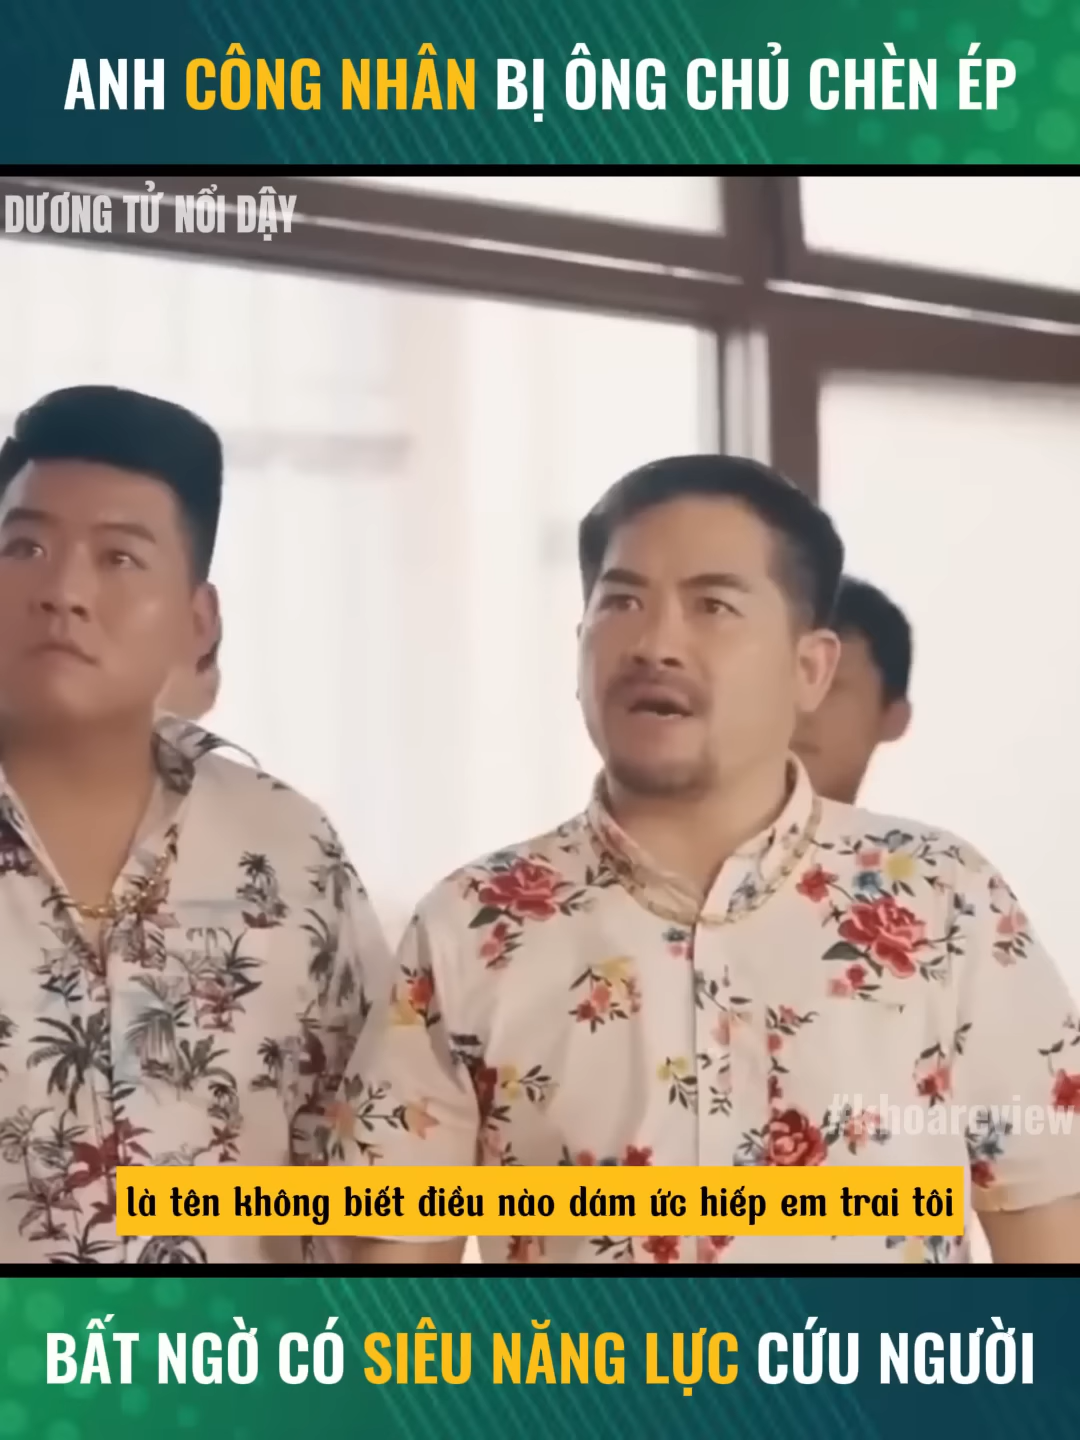 ANH CÔNG NHÂN BỊ ÔNG CHỦ CHÈN ÉP
DƯƠNG TỬ NỔI DẬY
#khoareview
là tên không biết điều nào dám ức hiếp em trai tôi
BẤT NGỜ CÓ SIÊU NĂNG LỰC CỨU NGƯỜI